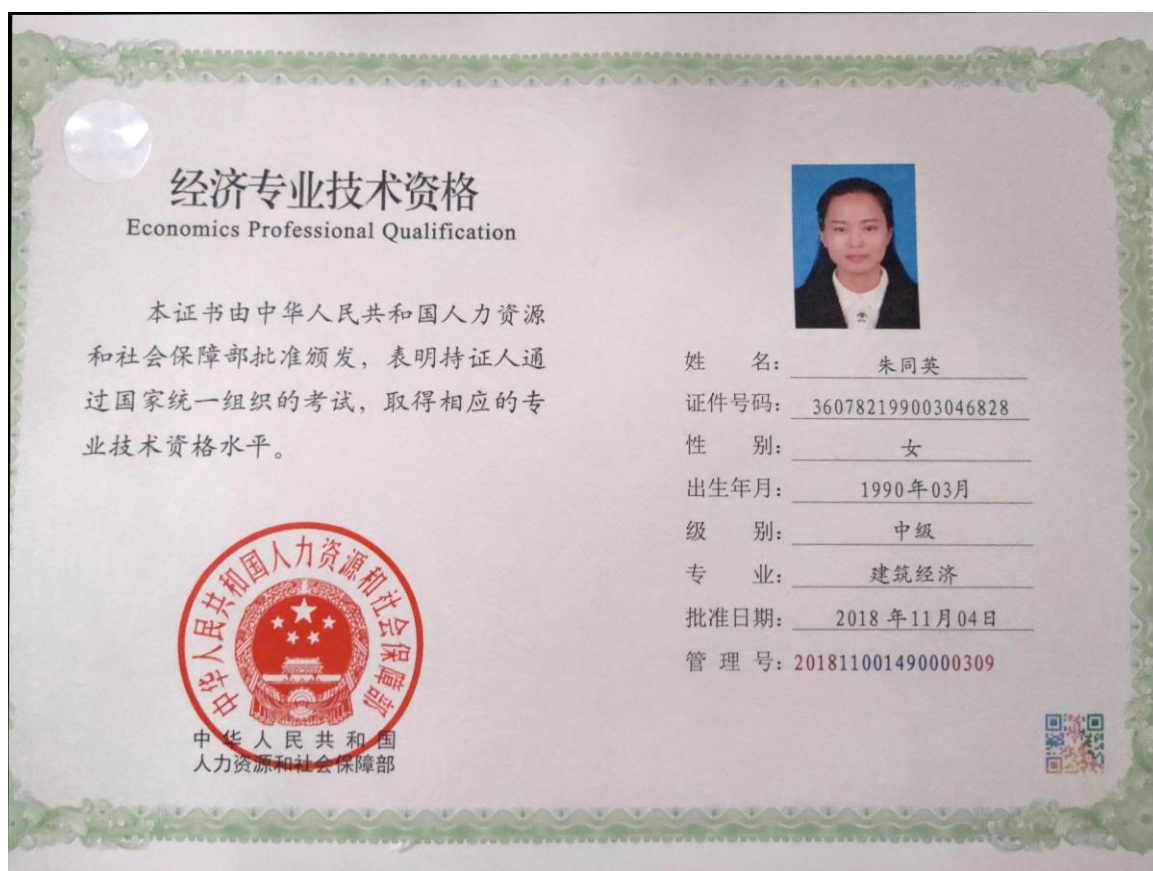 经济专业技术资格
Economics Professional Qualification
本证书由中华人民共和国人力资源
和社会保障部批准颁发，表明持证人通
过国家统一组织的考试，取得相应的专
业技术资格水平。
中华人民共和国人力资源和社会保障部
中华人民共和国
人力资源和社会保障部
姓 名：朱同英
证件号码：360782199003046828
性 别：女
出生年月：1990年03月
级 别：中级
专 业：建筑经济
批准日期：2018年11月04日
管 理 号：201811001490000309